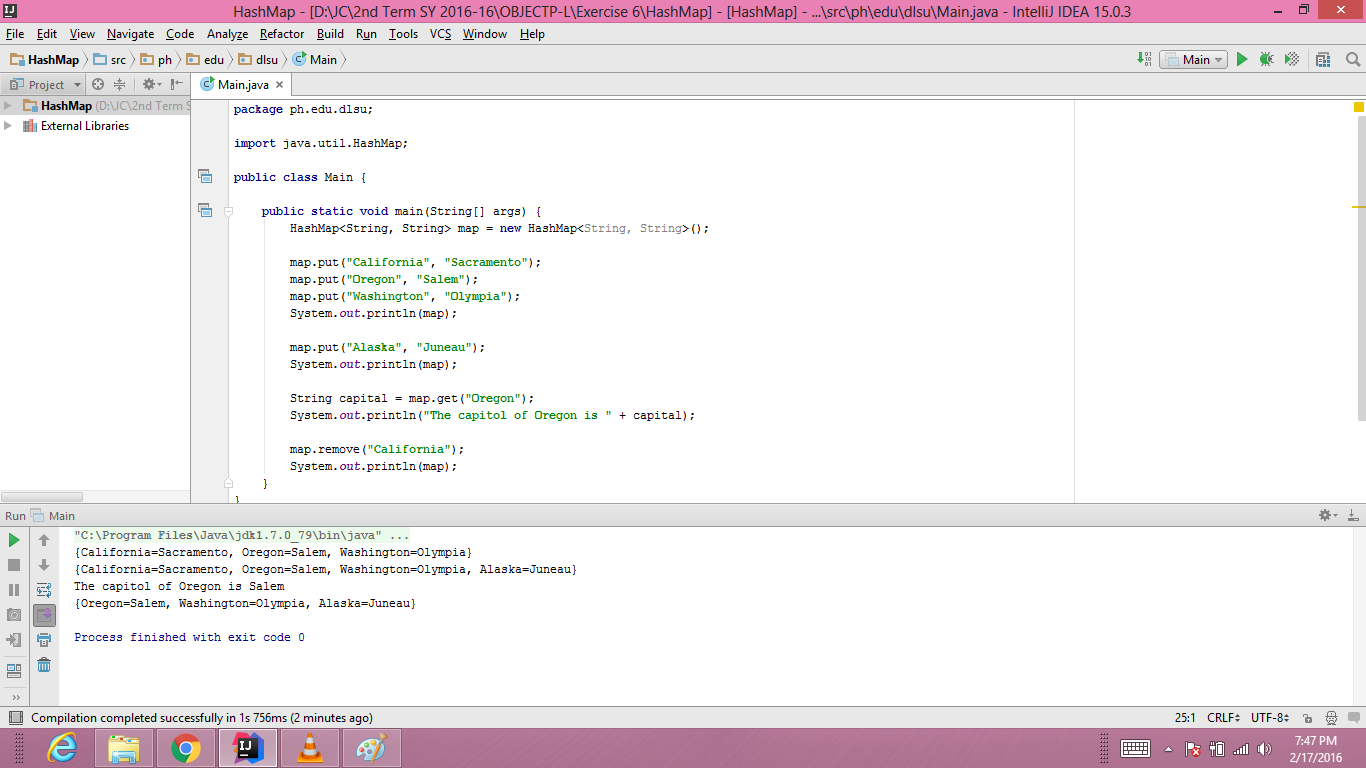 HashMap - [D:\JC\2nd Term SY 2016-16\OBJECTP-L\Exercise 6\HashMap] - [HashMap] - ...\src\ph\edu\dlsu\Main.java - IntelliJ IDEA 15.0.3
File Edit View Navigate Code Analyze Refactor Build Run Tools VCS Window Help
HashMap src ph edu dlsu Main Main
Project Main.java
HashMap (D:\JC\2nd Term S
External Libraries
package ph.edu.dlsu;
import java.util.HashMap;
public class Main {
public static void main(String[] args) {
HashMap<String, String> map = new HashMap<String, String>();
map.put("California", "Sacramento");
map.put("Oregon", "Salem");
map.put("Washington", "Olympia");
System.out.println(map);
map.put("Alaska", "Juneau");
System.out.println(map);
String capital = map.get("Oregon");
System.out.println("The capitol of Oregon is " + capital);
map.remove("California");
System.out.println(map);
}
}
Run Main
"C:\Program Files\Java\jdk1.7.0_79\bin\java" ...
{California=Sacramento, Oregon=Salem, Washington=Olympia}
{California=Sacramento, Oregon=Salem, Washington=Olympia, Alaska=Juneau}
The capitol of Oregon is Salem
{Oregon=Salem, Washington=Olympia, Alaska=Juneau}
Process finished with exit code 0
Compilation completed successfully in 1s 756ms (2 minutes ago) 25:1 CRLF UTF-8
7:47 PM
2/17/2016